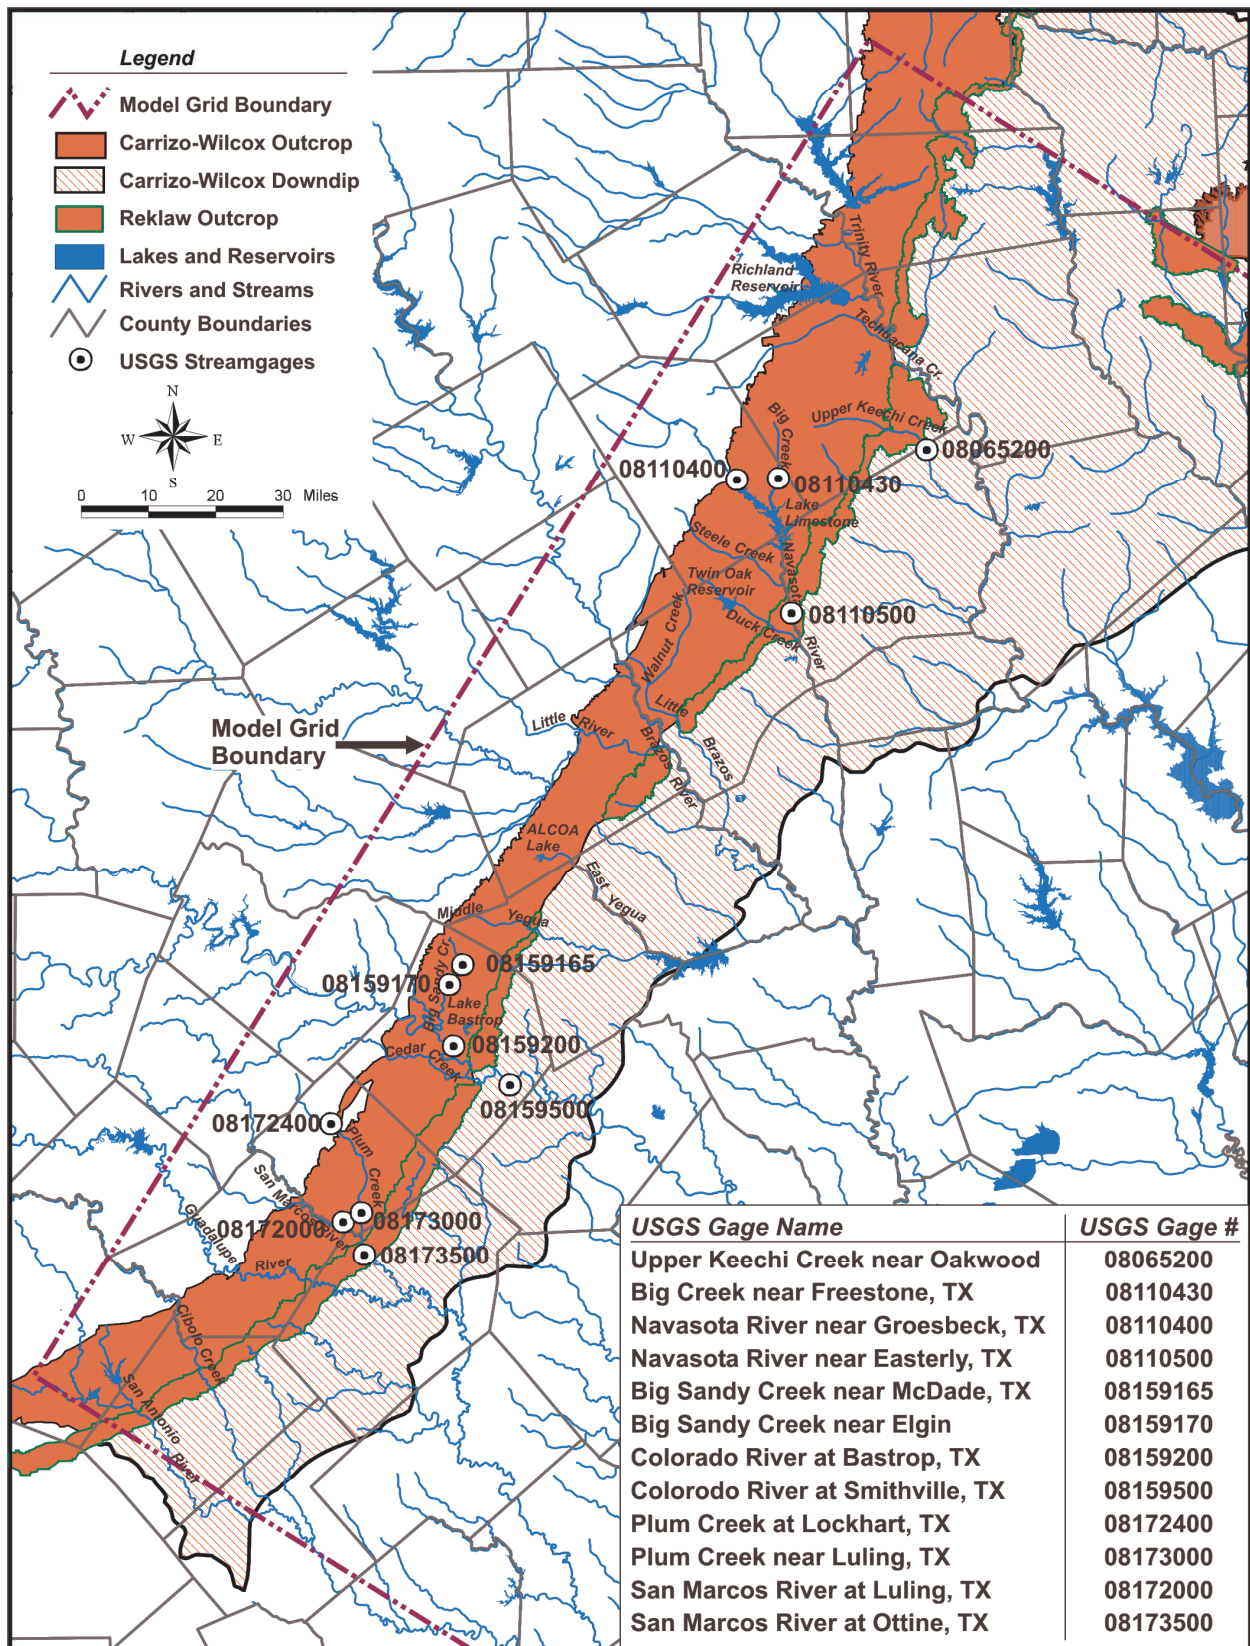 Legend
Model Grid Boundary
Carrizo-Wilcox Outcrop
Carrizo-Wilcox Downdip
Reklaw Outcrop
Lakes and Reservoirs
Rivers and Streams
County Boundaries
USGS Streamgages
N
W E
S
0 10 20 30 Miles
Trinity River
Richland
Reservoir
Tehuacana Cr.
Big Creek
Upper Keechi Creek
08065200
08110400
08110430
Lake
Limestone
Steele Creek
Navasota
River
Twin Oak
Reservoir
Walnut Creek
Duck Creek
08110500
Little
River
Little
Brazos
Brazos River
Model Grid
Boundary
ALCOA
Lake
East Yegua
Middle Yegua
Big Sandy Cr.
08159165
08159170
Lake
Bastrop
Cedar Creek
08159200
08159500
08172400
Plum Creek
San Marcos River
08172000
08173000
08173500
Guadalupe
River
Cibolo Creek
San Antonio
River
USGS Gage Name USGS Gage #
Upper Keechi Creek near Oakwood 08065200
Big Creek near Freestone, TX 08110430
Navasota River near Groesbeck, TX 08110400
Navasota River near Easterly, TX 08110500
Big Sandy Creek near McDade, TX 08159165
Big Sandy Creek near Elgin 08159170
Colorado River at Bastrop, TX 08159200
Colorodo River at Smithville, TX 08159500
Plum Creek at Lockhart, TX 08172400
Plum Creek near Luling, TX 08173000
San Marcos River at Luling, TX 08172000
San Marcos River at Ottine, TX 08173500